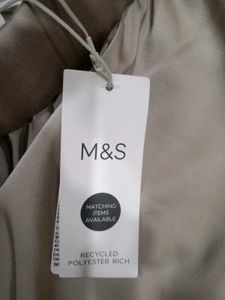 M&S
MATCHING
ITEMS
AVAILABLE
RECYCLED
POLYESTER RICH